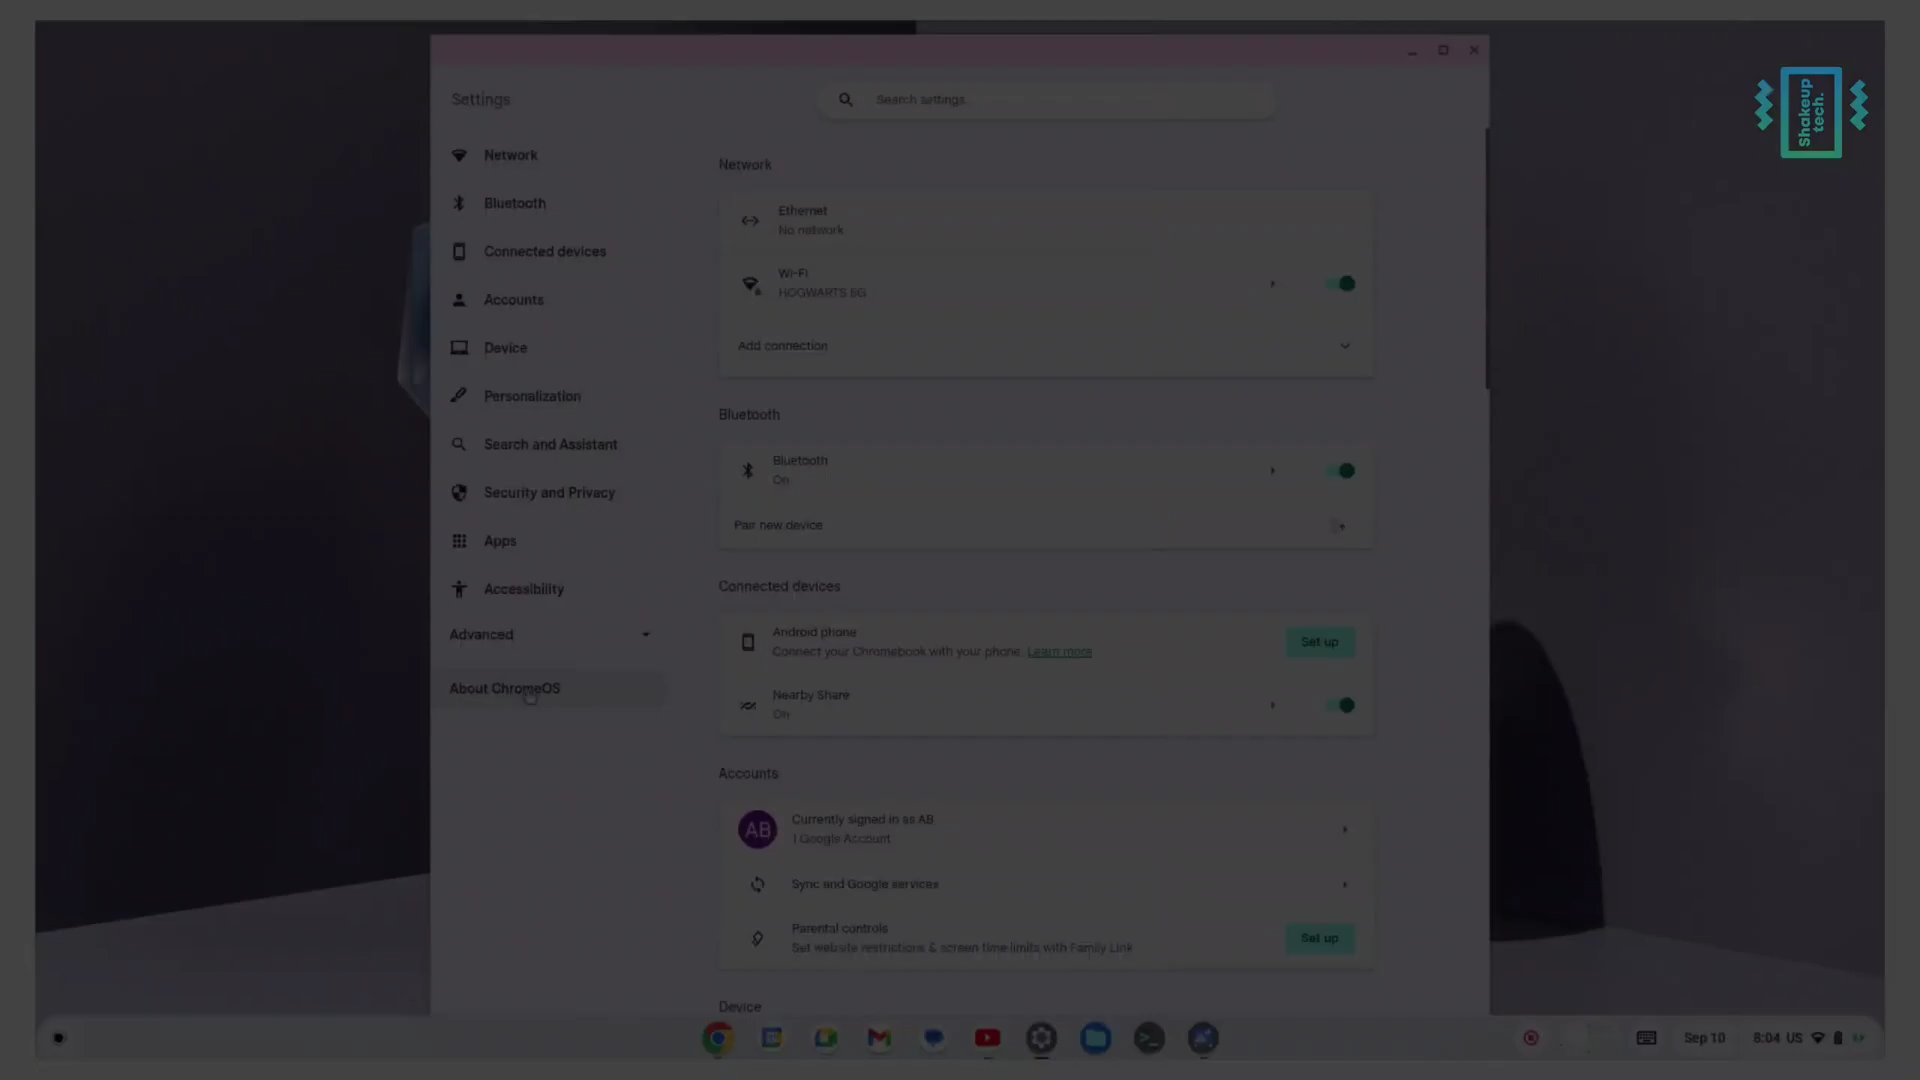 shakeup
tech.
Settings
Search settings
Network
Bluetooth
Connected devices
Accounts
Device
Personalization
Search and Assistant
Security and Privacy
Apps
Accessibility
Advanced
About ChromeOS
Network
Ethernet
No network
Wi-Fi
HOGWARTS 5G
Add connection
Bluetooth
Bluetooth
On
Pair new device
Connected devices
Android phone
Connect your Chromebook with your phone. Learn more
Set up
Nearby Share
On
Accounts
AB
Currently signed in as AB
1 Google Account
Sync and Google services
Parental controls
Set website restrictions & screen time limits with Family Link
Set up
Device
Sep 10
8:04 US